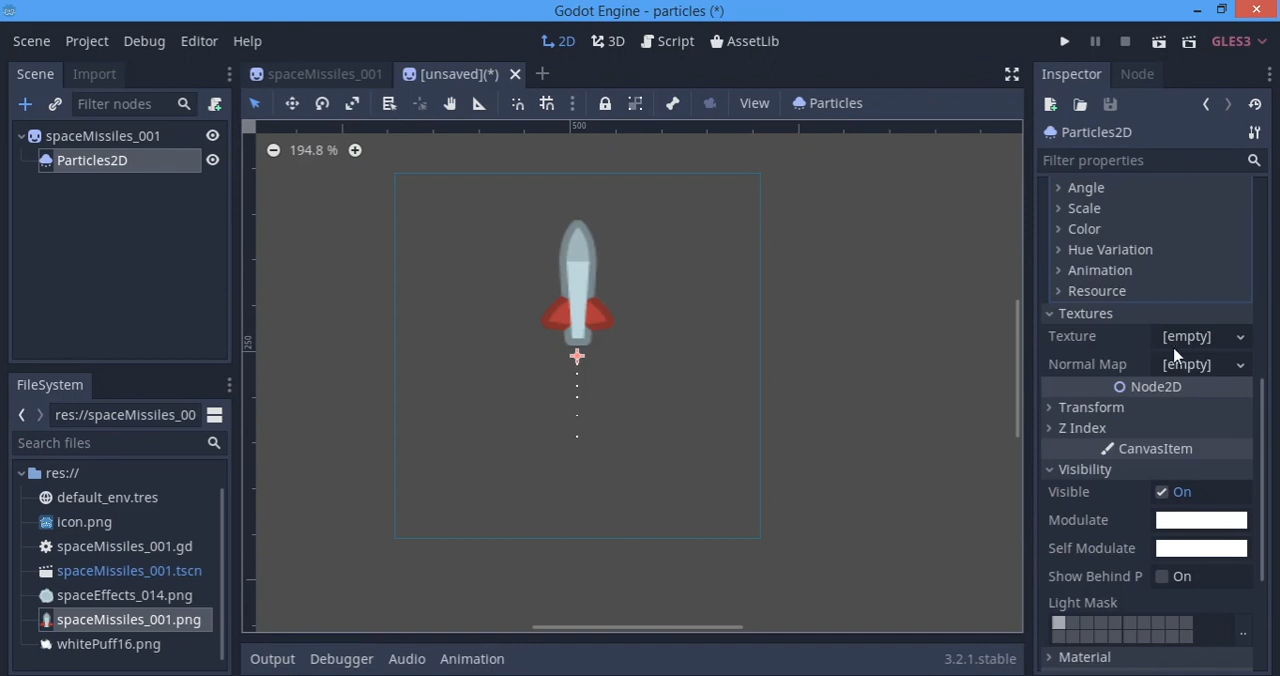 Godot Engine - particles (*)
Scene Project Debug Editor Help
2D 3D Script AssetLib
GLES3
Scene Import
spaceMissiles_001 [unsaved](*)
Inspector Node
Filter nodes
View Particles
spaceMissiles_001
Particles2D
500
194.8 %
250
Particles2D
Filter properties
Angle
Scale
Color
Hue Variation
Animation
Resource
Textures
Texture [empty]
Normal Map [empty]
Node2D
Transform
Z Index
CanvasItem
Visibility
Visible On
Modulate
Self Modulate
Show Behind P On
Light Mask
..
Material
FileSystem
res://spaceMissiles_00
Search files
res://
default_env.tres
icon.png
spaceMissiles_001.gd
spaceMissiles_001.tscn
spaceEffects_014.png
spaceMissiles_001.png
whitePuff16.png
Output Debugger Audio Animation 3.2.1.stable